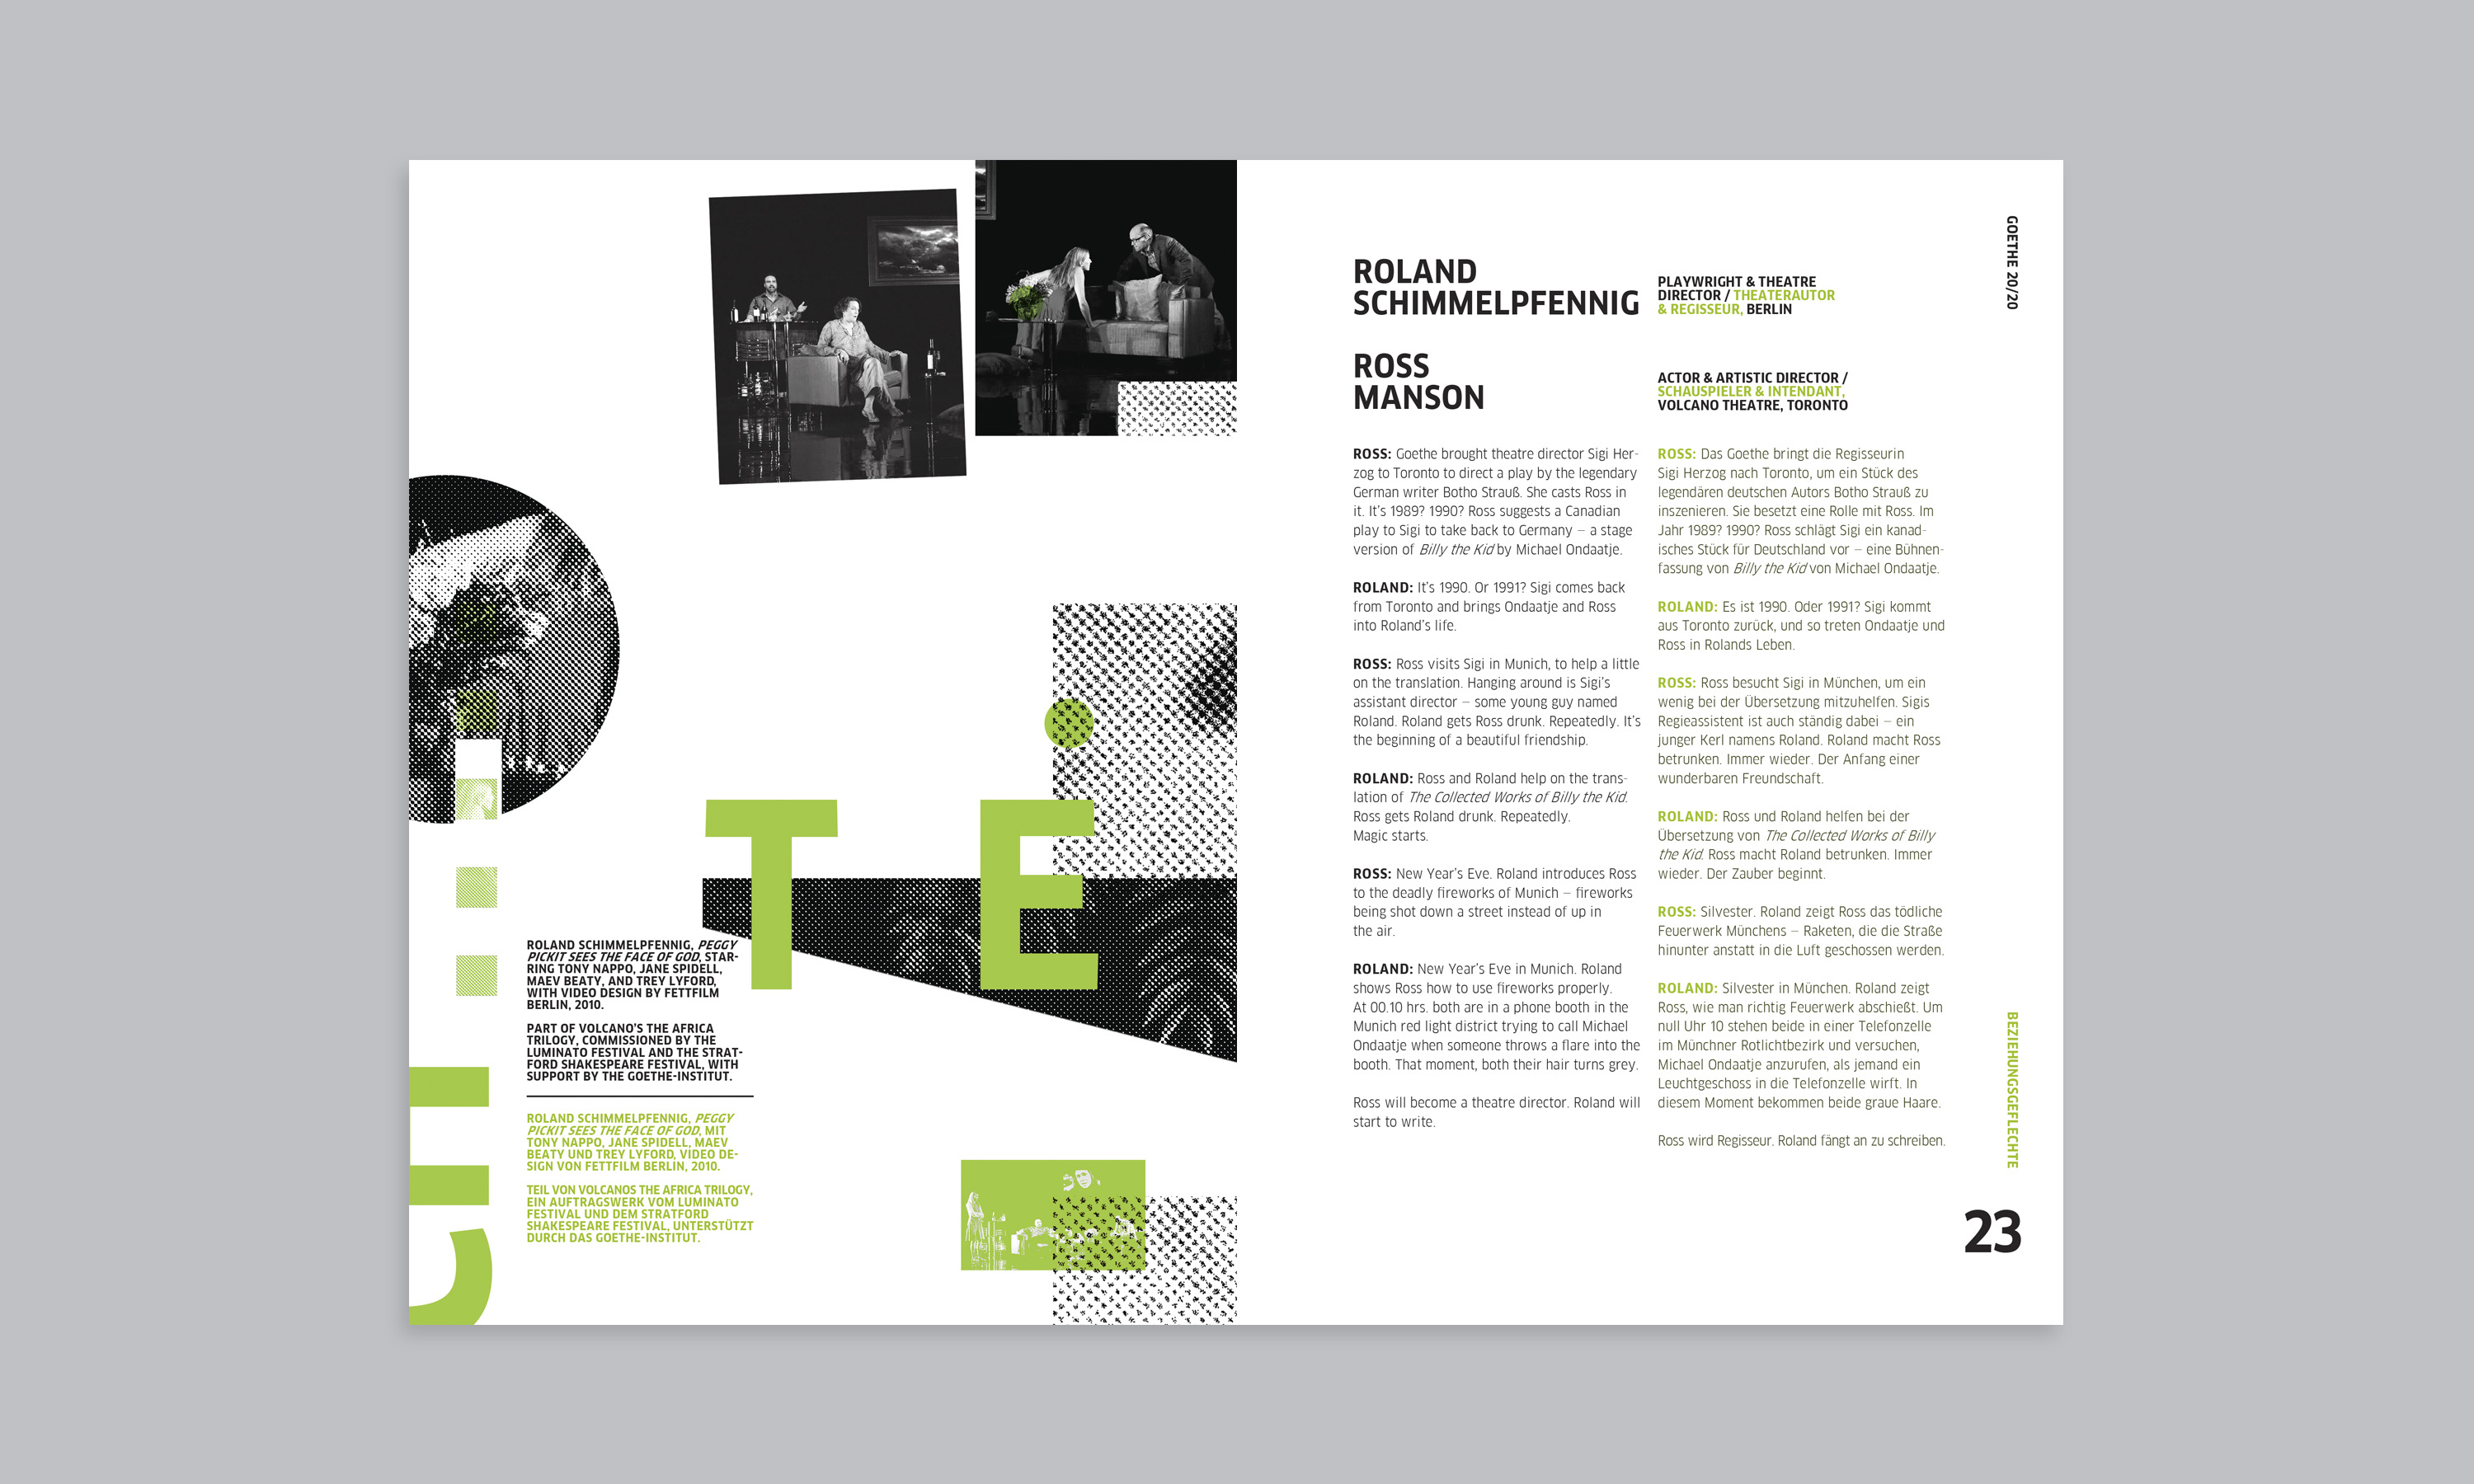 T E
ROLAND SCHIMMELPFENNIG, PEGGY
PICKIT SEES THE FACE OF GOD, STAR-
RING TONY NAPPO, JANE SPIDELL,
MAEV BEATY, AND TREY LYFORD,
WITH VIDEO DESIGN BY FETTFILM
BERLIN, 2010.
PART OF VOLCANO'S THE AFRICA
TRILOGY, COMMISSIONED BY THE
LUMINATO FESTIVAL AND THE STRAT-
FORD SHAKESPEARE FESTIVAL, WITH
SUPPORT BY THE GOETHE-INSTITUT.
ROLAND SCHIMMELPFENNIG, PEGGY
PICKIT SEES THE FACE OF GOD, MIT
TONY NAPPO, JANE SPIDELL, MAEV
BEATY UND TREY LYFORD, VIDEO DE-
SIGN VON FETTFILM BERLIN, 2010.
TEIL VON VOLCANOS THE AFRICA TRILOGY,
EIN AUFTRAGSWERK VOM LUMINATO
FESTIVAL UND DEM STRATFORD
SHAKESPEARE FESTIVAL, UNTERSTÜTZT
DURCH DAS GOETHE-INSTITUT.
ROLAND
SCHIMMELPFENNIG
PLAYWRIGHT & THEATRE
DIRECTOR / THEATERAUTOR
& REGISSEUR, BERLIN
ROSS
MANSON
ACTOR & ARTISTIC DIRECTOR /
SCHAUSPIELER & INTENDANT,
VOLCANO THEATRE, TORONTO
ROSS: Goethe brought theatre director Sigi Her-
zog to Toronto to direct a play by the legendary
German writer Botho Strauß. She casts Ross in
it. It's 1989? 1990? Ross suggests a Canadian
play to Sigi to take back to Germany – a stage
version of Billy the Kid by Michael Ondaatje.
ROLAND: It's 1990. Or 1991? Sigi comes back
from Toronto and brings Ondaatje and Ross
into Roland's life.
ROSS: Ross visits Sigi in Munich, to help a little
on the translation. Hanging around is Sigi's
assistant director – some young guy named
Roland. Roland gets Ross drunk. Repeatedly. It's
the beginning of a beautiful friendship.
ROLAND: Ross and Roland help on the trans-
lation of The Collected Works of Billy the Kid.
Ross gets Roland drunk. Repeatedly.
Magic starts.
ROSS: New Year's Eve. Roland introduces Ross
to the deadly fireworks of Munich – fireworks
being shot down a street instead of up in
the air.
ROLAND: New Year's Eve in Munich. Roland
shows Ross how to use fireworks properly.
At 00.10 hrs. both are in a phone booth in the
Munich red light district trying to call Michael
Ondaatje when someone throws a flare into the
booth. That moment, both their hair turns grey.
Ross will become a theatre director. Roland will
start to write.
ROSS: Das Goethe bringt die Regisseurin
Sigi Herzog nach Toronto, um ein Stück des
legendären deutschen Autors Botho Strauß zu
inszenieren. Sie besetzt eine Rolle mit Ross. Im
Jahr 1989? 1990? Ross schlägt Sigi ein kanad-
isches Stück für Deutschland vor – eine Bühnen-
fassung von Billy the Kid von Michael Ondaatje.
ROLAND: Es ist 1990. Oder 1991? Sigi kommt
aus Toronto zurück, und so treten Ondaatje und
Ross in Rolands Leben.
ROSS: Ross besucht Sigi in München, um ein
wenig bei der Übersetzung mitzuhelfen. Sigis
Regieassistent ist auch ständig dabei – ein
junger Kerl namens Roland. Roland macht Ross
betrunken. Immer wieder. Der Anfang einer
wunderbaren Freundschaft.
ROLAND: Ross und Roland helfen bei der
Übersetzung von The Collected Works of Billy
the Kid. Ross macht Roland betrunken. Immer
wieder. Der Zauber beginnt.
ROSS: Silvester. Roland zeigt Ross das tödliche
Feuerwerk Münchens – Raketen, die die Straße
hinunter anstatt in die Luft geschossen werden.
ROLAND: Silvester in München. Roland zeigt
Ross, wie man richtig Feuerwerk abschießt. Um
null Uhr 10 stehen beide in einer Telefonzelle
im Münchner Rotlichtbezirk und versuchen,
Michael Ondaatje anzurufen, als jemand ein
Leuchtgeschoss in die Telefonzelle wirft. In
diesem Moment bekommen beide graue Haare.
Ross wird Regisseur. Roland fängt an zu schreiben.
GOETHE 20/20
BEZIEHUNGSGEFLECHTE
23